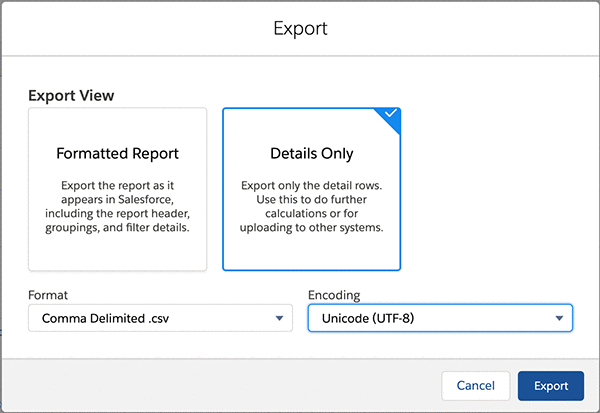 Export
Export View
Formatted Report
Export the report as it
appears in Salesforce,
including the report header,
groupings, and filter details.
Details Only
Export only the detail rows.
Use this to do further
calculations or for
uploading to other systems.
Format
Comma Delimited .csv
Encoding
Unicode (UTF-8)
Cancel
Export